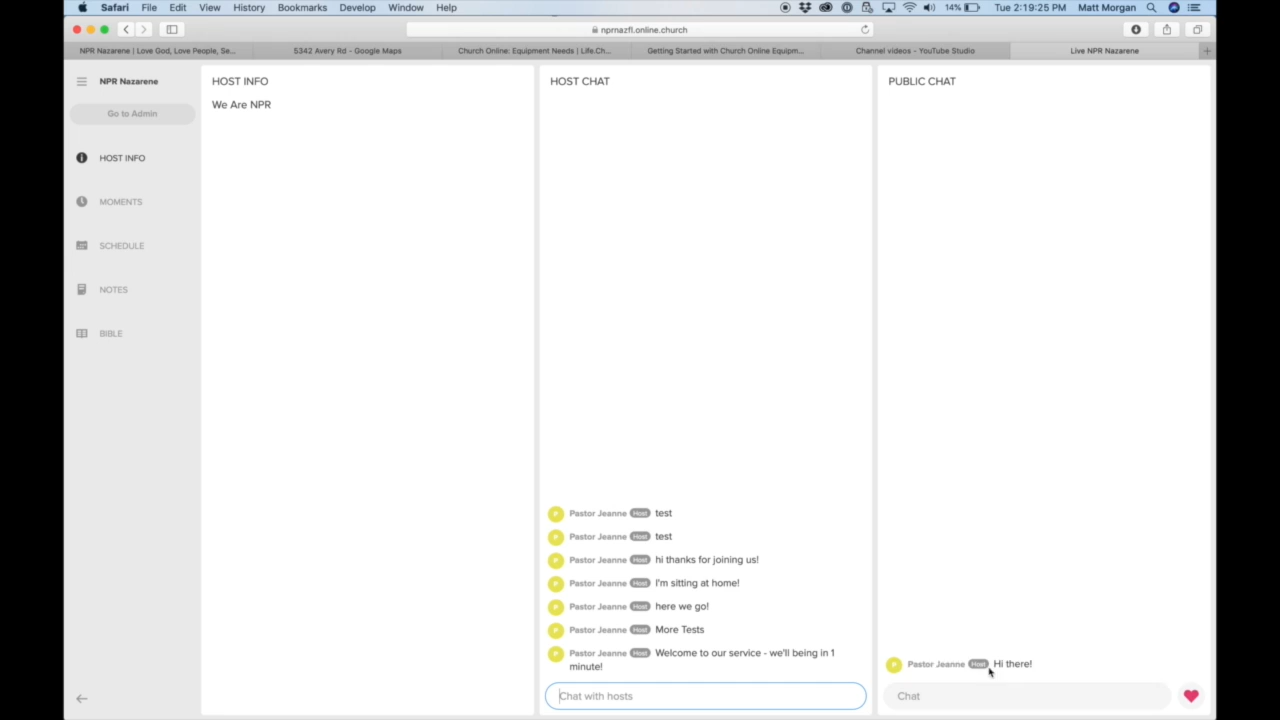 Safari File Edit View History Bookmarks Develop Window Help 14% Tue 2:19:25 PM Matt Morgan
nprnazfl.online.church
NPR Nazarene | Love God, Love People, Se... 5342 Avery Rd - Google Maps Church Online: Equipment Needs | Life.Ch... Getting Started with Church Online Equipm... Channel videos - YouTube Studio Live NPR Nazarene
NPR Nazarene
Go to Admin
HOST INFO
MOMENTS
SCHEDULE
NOTES
BIBLE
HOST INFO
We Are NPR
HOST CHAT
P Pastor Jeanne Host test
P Pastor Jeanne Host test
P Pastor Jeanne Host hi thanks for joining us!
P Pastor Jeanne Host I'm sitting at home!
P Pastor Jeanne Host here we go!
P Pastor Jeanne Host More Tests
P Pastor Jeanne Host Welcome to our service - we'll being in 1
minute!
Chat with hosts
PUBLIC CHAT
P Pastor Jeanne Host Hi there!
Chat